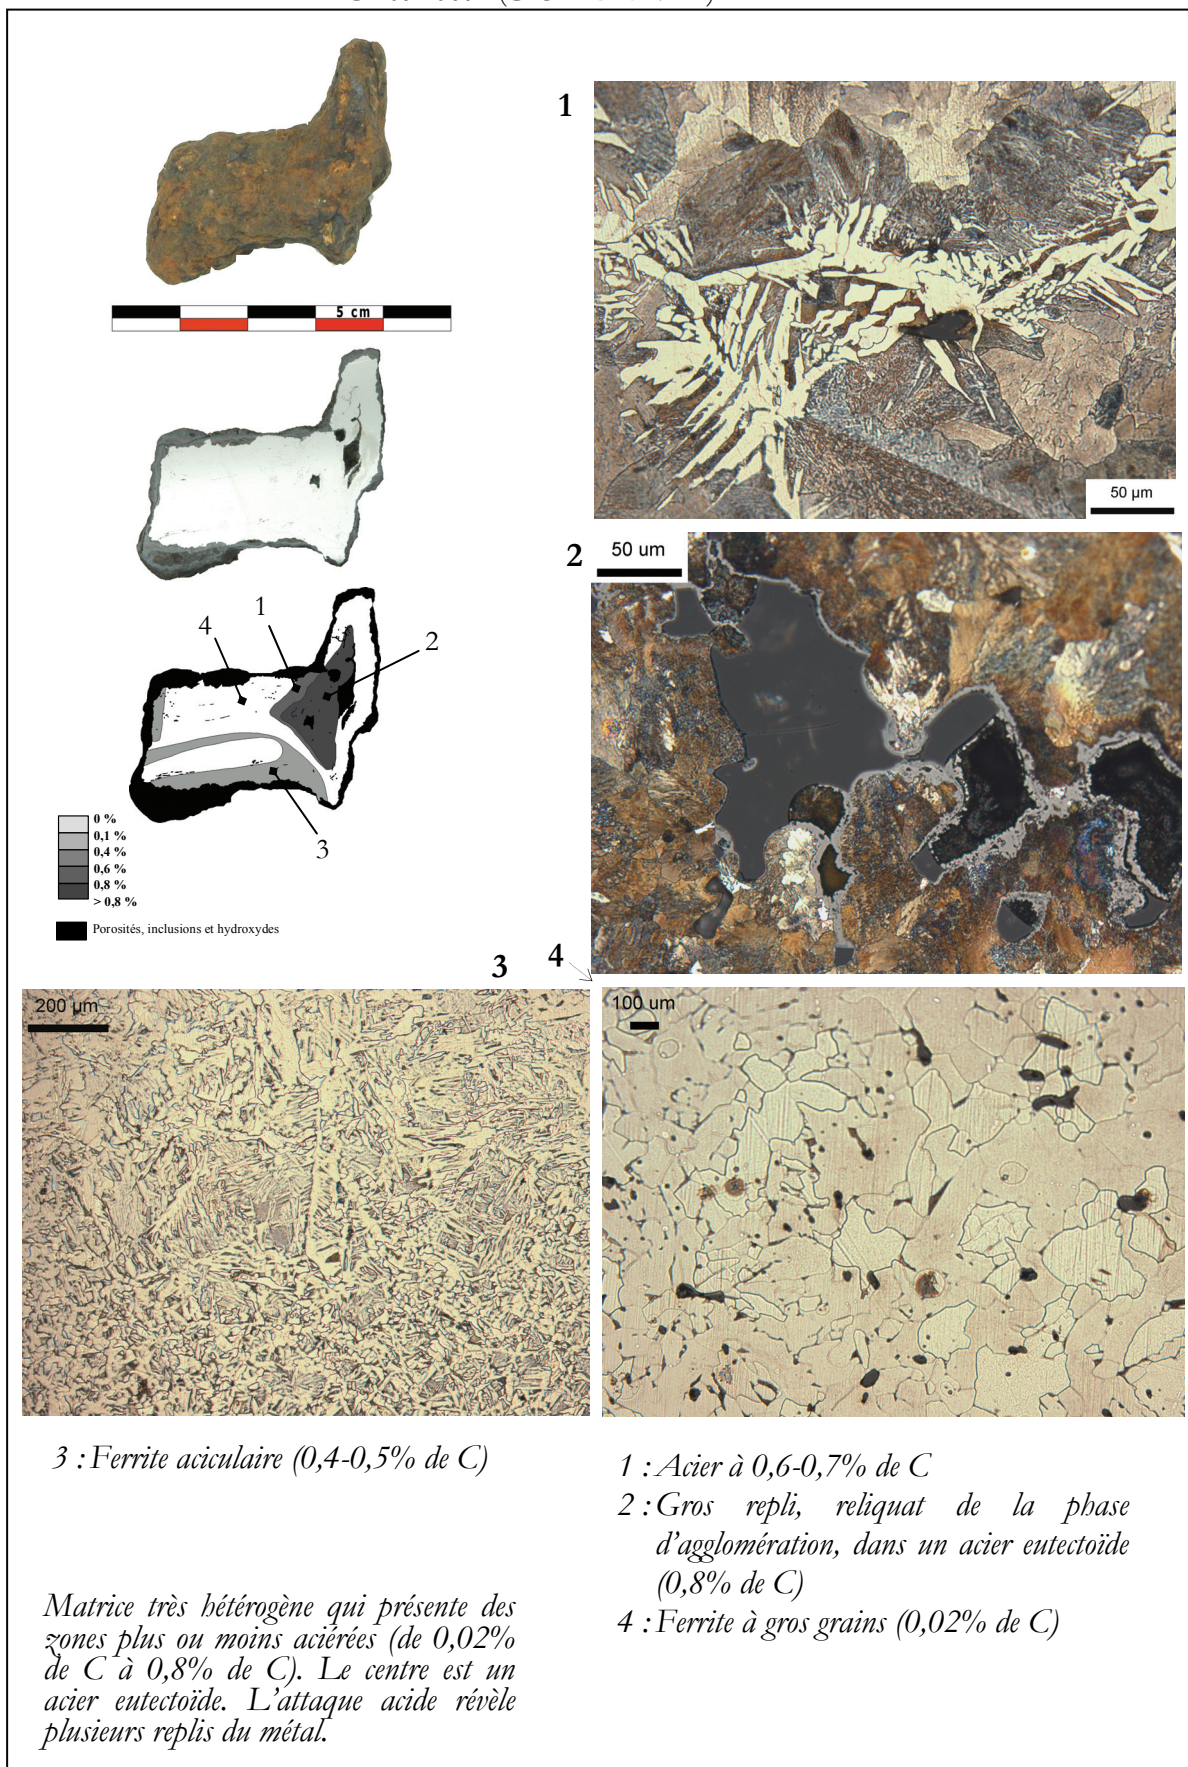 1
5 cm
50 µm
2
50 um
4
1
2
3
0 %
0,1 %
0,4 %
0,6 %
0,8 %
> 0,8 %
Porosités, inclusions et hydroxydes
3
4
200 µm
100 um
3 : Ferrite aciculaire (0,4-0,5% de C)
Matrice très hétérogène qui présente des
zones plus ou moins aciérées (de 0,02%
de C à 0,8% de C). Le centre est un
acier eutectoïde. L'attaque acide révèle
plusieurs replis du métal.
1 : Acier à 0,6-0,7% de C
2 : Gros repli, reliquat de la phase
d'agglomération, dans un acier eutectoïde
(0,8% de C)
4 : Ferrite à gros grains (0,02% de C)